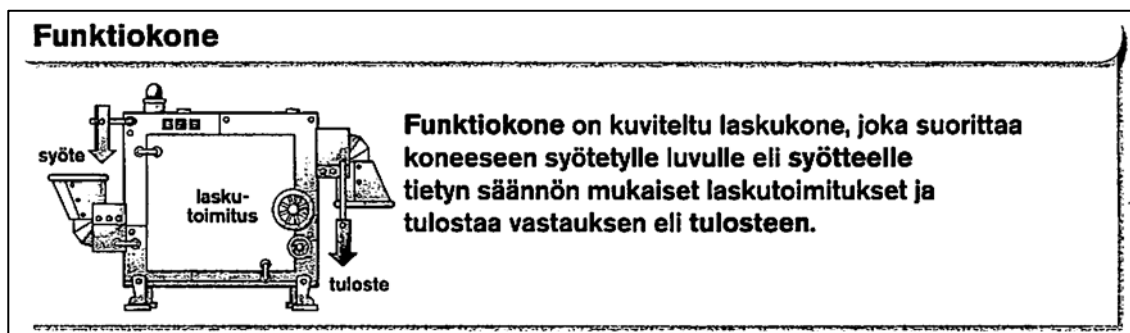 Funktiokone
syöte
lasku-
toimitus
tuloste
Funktiokone on kuviteltu laskukone, joka suorittaa
koneeseen syötetylle luvulle eli syötteelle
tietyn säännön mukaiset laskutoimitukset ja
tulostaa vastauksen eli tulosteen.